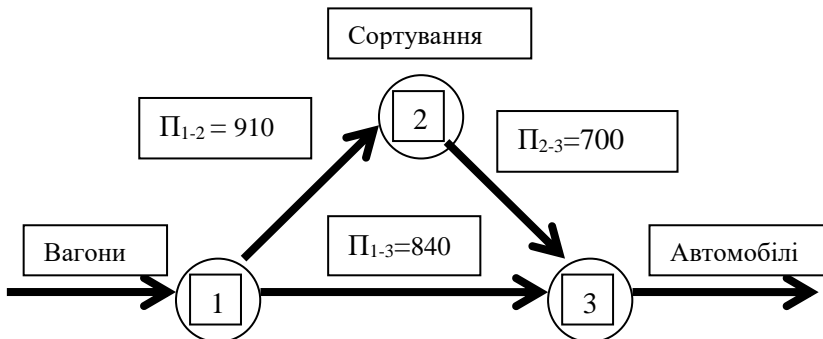 Сортування
П1-2 = 910
2
П2-3=700
Вагони
П1-3=840
Автомобілі
1
3